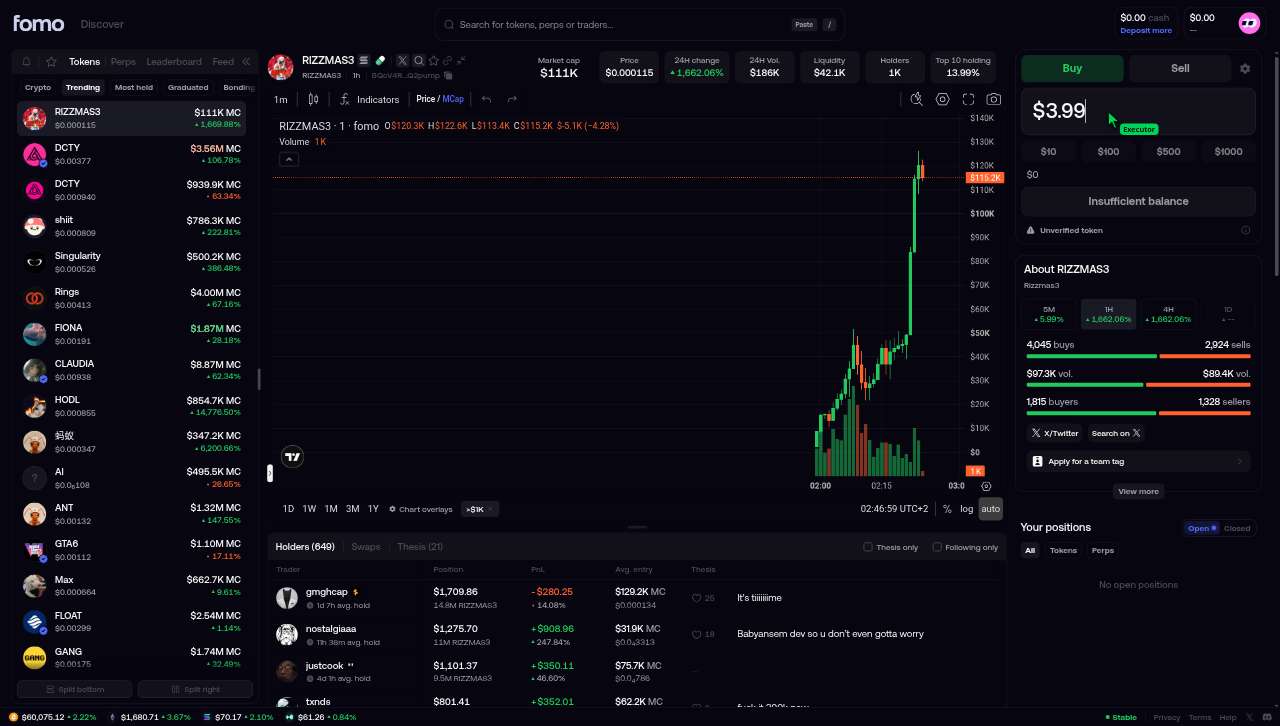 fomo
Discover
Search for tokens, perps or traders...
Paste
/
$0.00 cash
Deposit more
$0.00
—
Tokens
Perps
Leaderboard
Feed
Crypto
Trending
Most held
Graduated
Bonding
RIZZMAS3
$111K MC
$0.000115
1,669.88%
DCTY
$3.56M MC
$0.00377
106.78%
DCTY
$939.9K MC
$0.000940
63.34%
shiit
$786.3K MC
$0.000809
222.81%
Singularity
$500.2K MC
$0.000526
386.48%
Rings
$4.00M MC
$0.00413
67.16%
FIONA
$1.87M MC
$0.00191
28.18%
CLAUDIA
$8.87M MC
$0.00938
62.34%
HODL
$854.7K MC
$0.000855
14,776.50%
蚂蚁
$347.2K MC
$0.000347
6,200.66%
?
AI
$495.5K MC
$0.0₆108
26.65%
ANT
$1.32M MC
$0.00132
147.55%
GTA6
$1.10M MC
$0.00112
17.11%
Max
$662.7K MC
$0.000664
9.61%
FLOAT
$2.54M MC
$0.00299
1.14%
GANG
$1.74M MC
$0.00175
32.49%
Split bottom
Split right
RIZZMAS3
RIZZMAS3
1h
Market cap
$111K
Price
$0.000115
24H change
1,662.06%
24H Vol.
$186K
Liquidity
$42.1K
Holders
1K
Top 10 holding
13.99%
1m
Indicators
Price / MCap
RIZZMAS3 · 1 · fomo O$120.3K H$122.6K L$113.4K C$115.2K $-5.1K (−4.28%)
Volume 1K
$140K
$130K
$120K
$115.2K
$110K
$100K
$90K
$80K
$70K
$60K
$50K
$40K
$30K
$20K
$10K
$0
1K
02:00
02:15
03:0
1D
1W
1M
3M
1Y
Chart overlays
>$1K
02:46:59 UTC+2
%
log
auto
Holders (649)
Swaps
Thesis (21)
Thesis only
Following only
Trader
Position
PnL
Avg. entry
Thesis
gmghcap
$1,709.86
-$280.25
$129.2K MC
1d 7h avg. hold
14.8M RIZZMAS3
14.08%
$0.000134
25
It's tiiiiiiime
nostalgiaaa
$1,275.70
+$908.96
$31.9K MC
11h 36m avg. hold
11M RIZZMAS3
247.84%
$0.0₄3313
18
Babyansem dev so u don't even gotta worry
justcook
$1,101.37
+$350.11
$75.7K MC
4d 1h avg. hold
9.5M RIZZMAS3
46.60%
$0.0₄786
txnds
$801.41
+$352.01
$62.2K MC
Buy
Sell
$3.99
Executor
$10
$100
$500
$1000
$0
Insufficient balance
Unverified token
About RIZZMAS3
Rizzmas3
5M
5.99%
1H
1,662.06%
4H
1,662.06%
1D
--
4,045 buys
2,924 sells
$97.3K vol.
$89.4K vol.
1,815 buyers
1,328 sellers
X/Twitter
Search on X
Apply for a team tag
View more
Your positions
Open
Closed
All
Tokens
Perps
No open positions
$60,075.12 2.22%
$1,680.71 3.67%
$70.17 2.10%
$61.26 0.84%
Stable
Privacy
Terms
Help